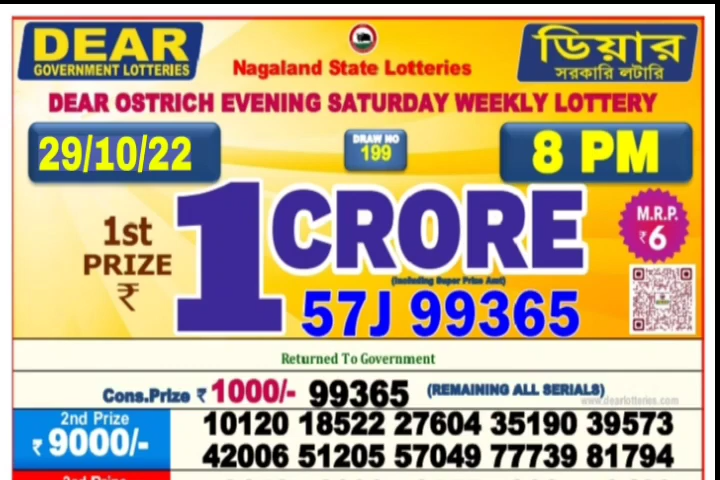 DEAR
GOVERNMENT LOTTERIES
Nagaland State Lotteries
ডিয়ার
সরকারি লটারি
DEAR OSTRICH EVENING SATURDAY WEEKLY LOTTERY
29/10/22
DRAW NO
199
8 PM
1st
PRIZE
₹
1 CRORE
(Including Super Prize Amt)
57J 99365
M.R.P.
₹6
Returned To Government
Cons.Prize ₹ 1000/- 99365 (REMAINING ALL SERIALS)
www.dearlotteries.com
2nd Prize
₹ 9000/-
10120 18522 27604 35190 39573
42006 51205 57049 77739 81794